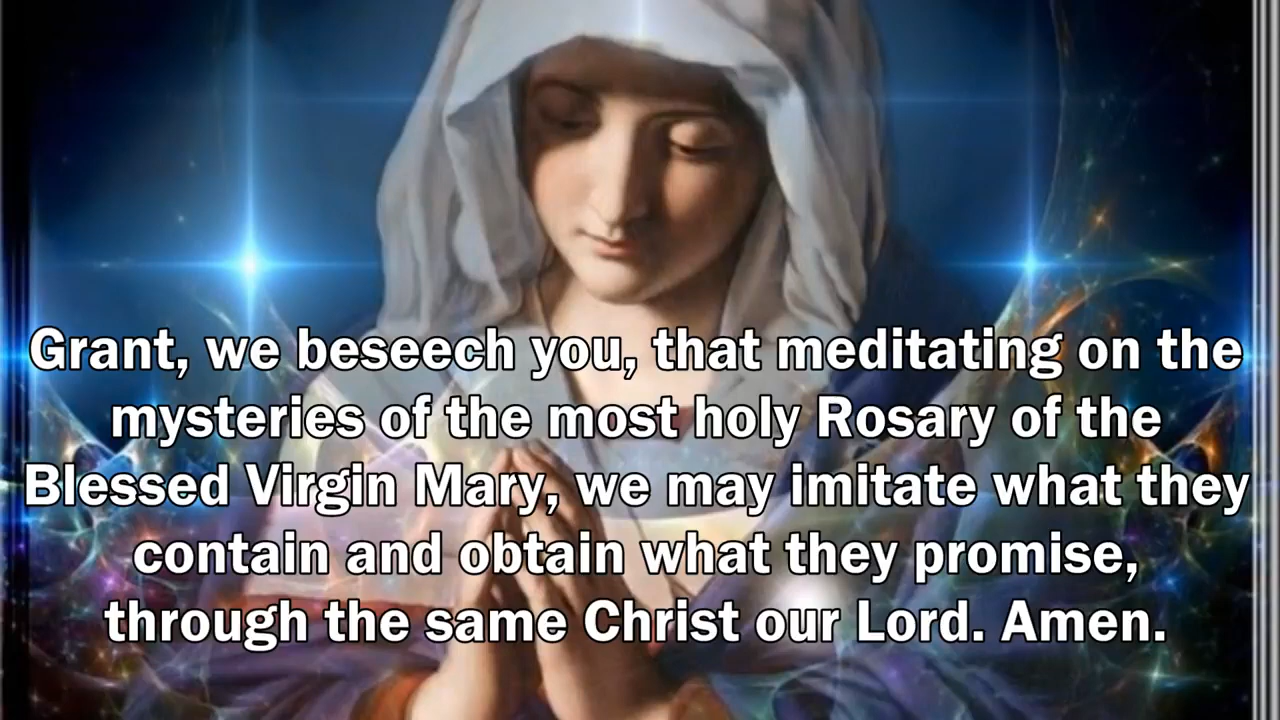 Grant, we beseech you, that meditating on the
mysteries of the most holy Rosary of the
Blessed Virgin Mary, we may imitate what they
contain and obtain what they promise,
through the same Christ our Lord. Amen.